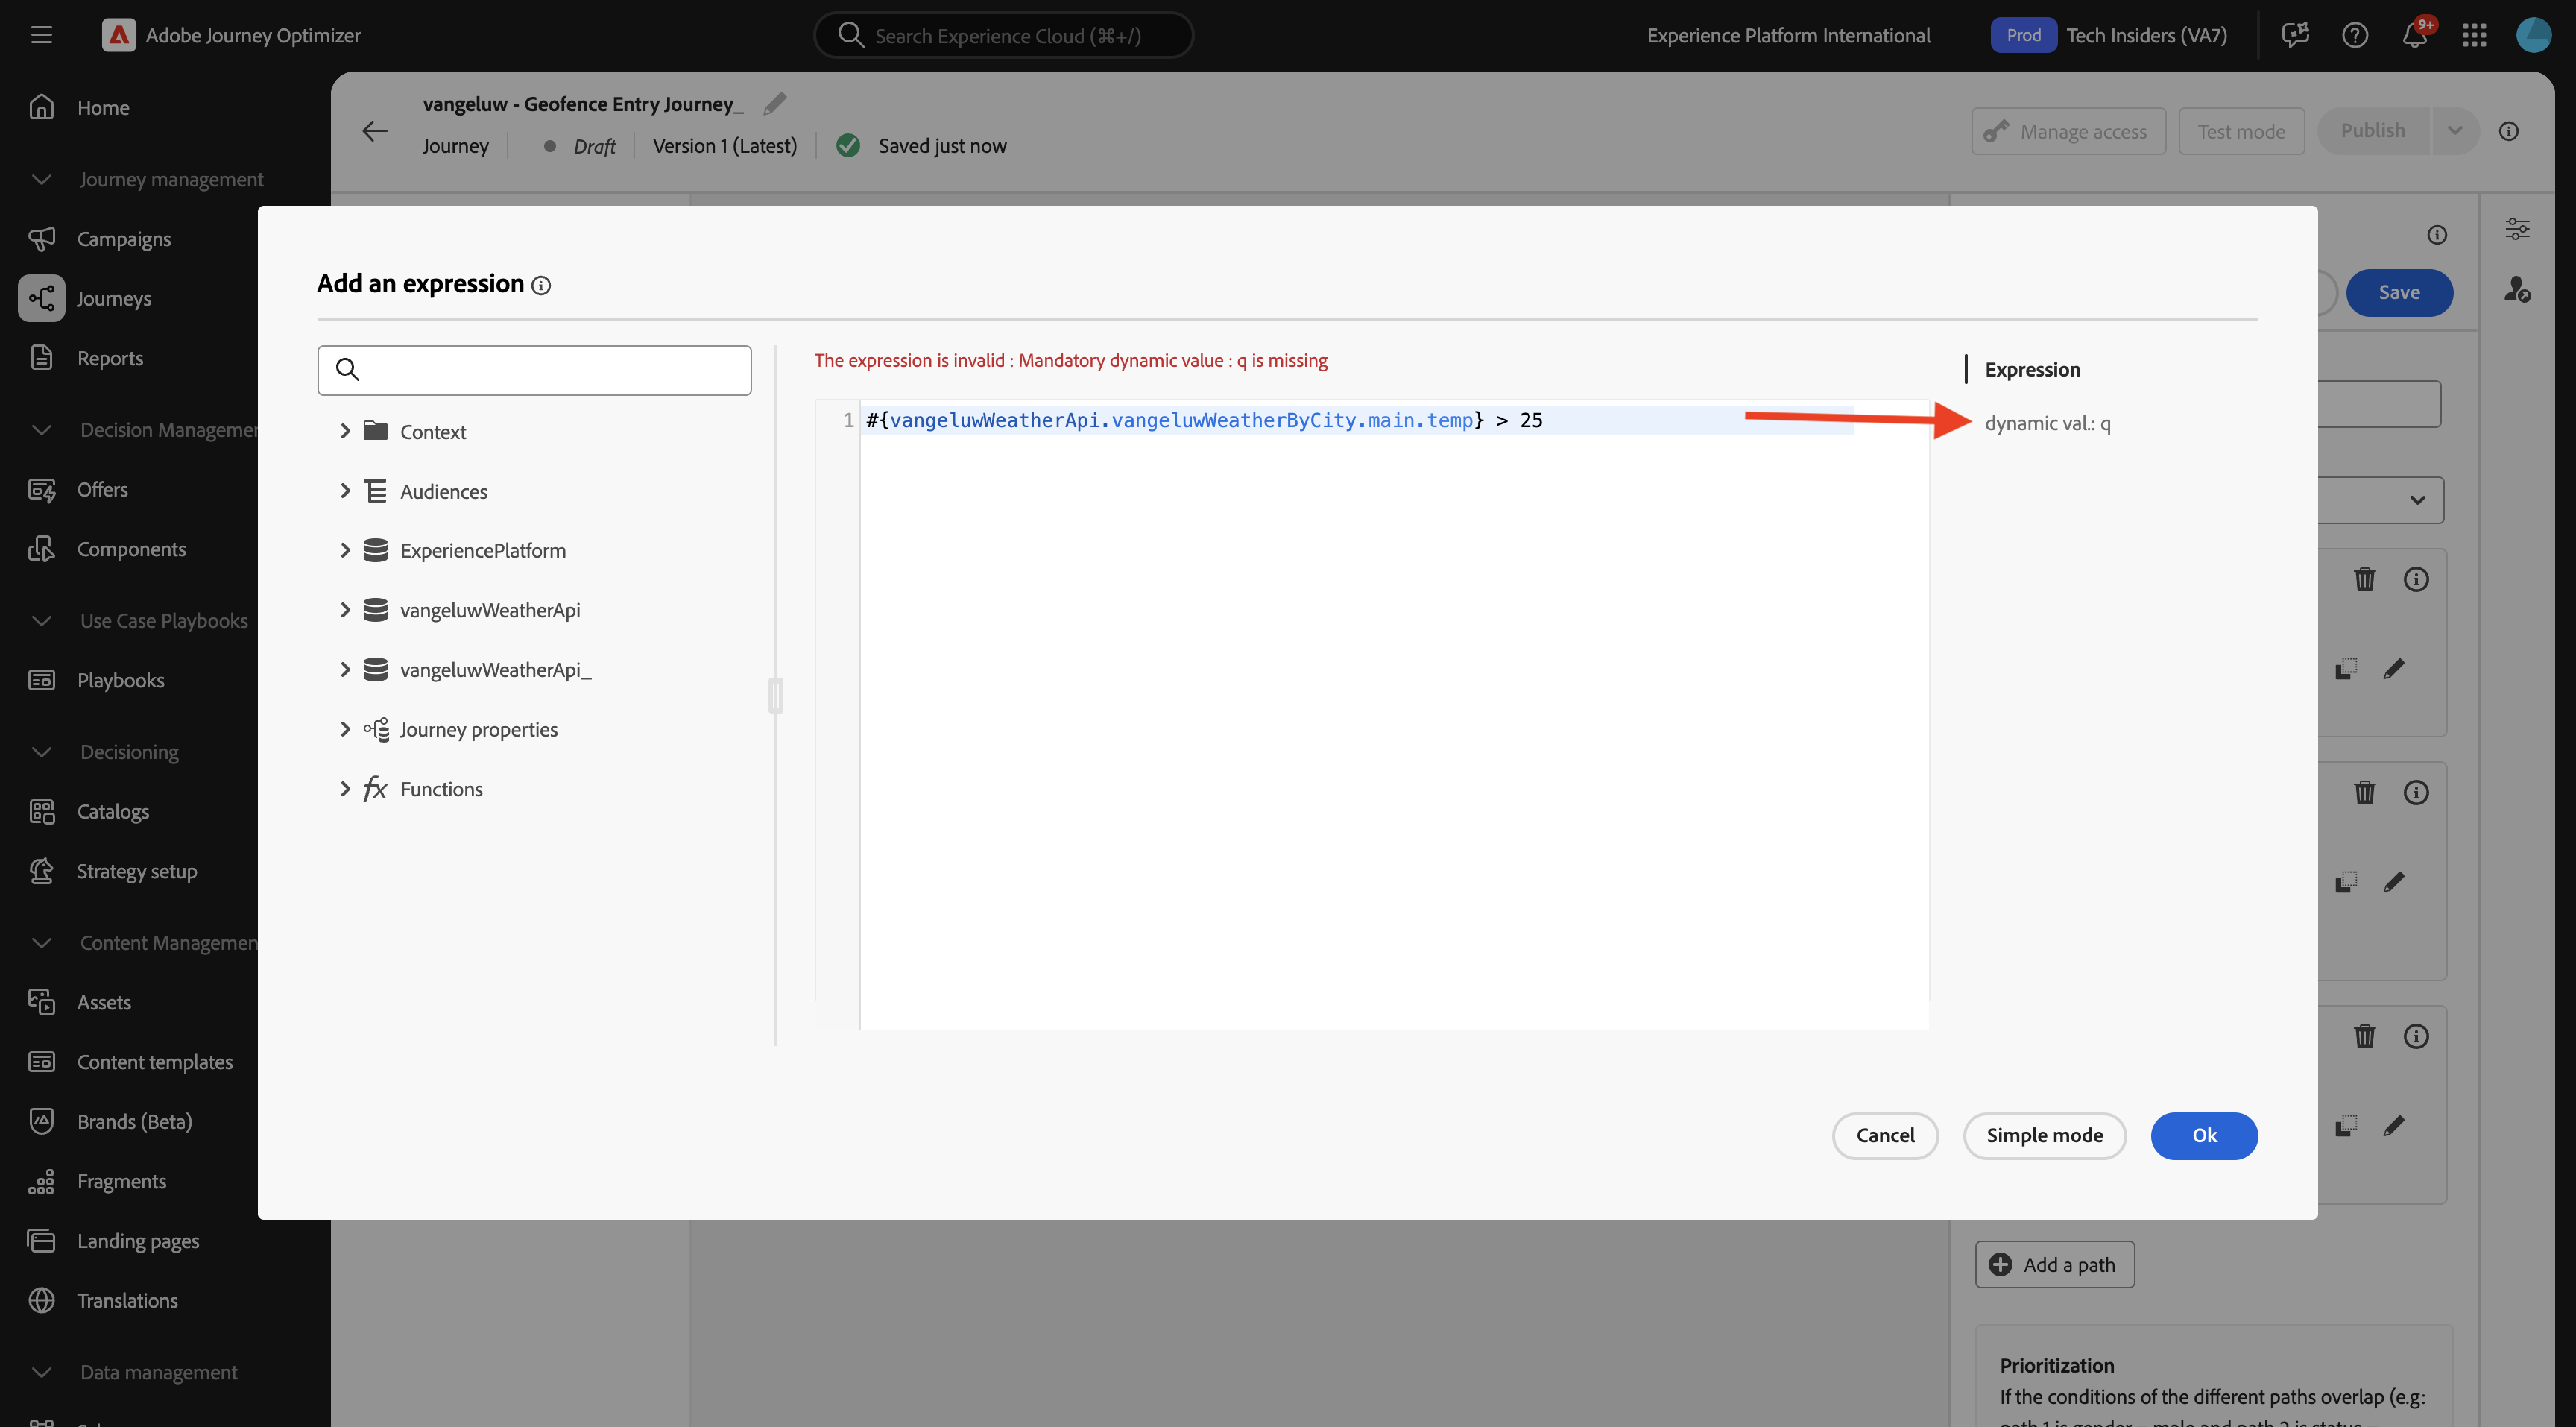 Adobe Journey Optimizer
Search Experience Cloud (⌘+/)
Experience Platform International
Prod
Tech Insiders (VA7)
9+
Home
Journey management
Campaigns
Journeys
Reports
Decision Managemen
Offers
Components
Use Case Playbooks
Playbooks
Decisioning
Catalogs
Strategy setup
Content Managemen
Assets
Content templates
Brands (Beta)
Fragments
Landing pages
Translations
Data management
vangeluw - Geofence Entry Journey_
Journey
Draft
Version 1 (Latest)
Saved just now
Manage access
Test mode
Publish
Save
Add an expression
Context
Audiences
ExperiencePlatform
vangeluwWeatherApi
vangeluwWeatherApi_
Journey properties
Functions
The expression is invalid : Mandatory dynamic value : q is missing
1 #{vangeluwWeatherApi.vangeluwWeatherByCity.main.temp} > 25
Expression
dynamic val.: q
Cancel
Simple mode
Ok
Add a path
Prioritization
If the conditions of the different paths overlap (e.g: